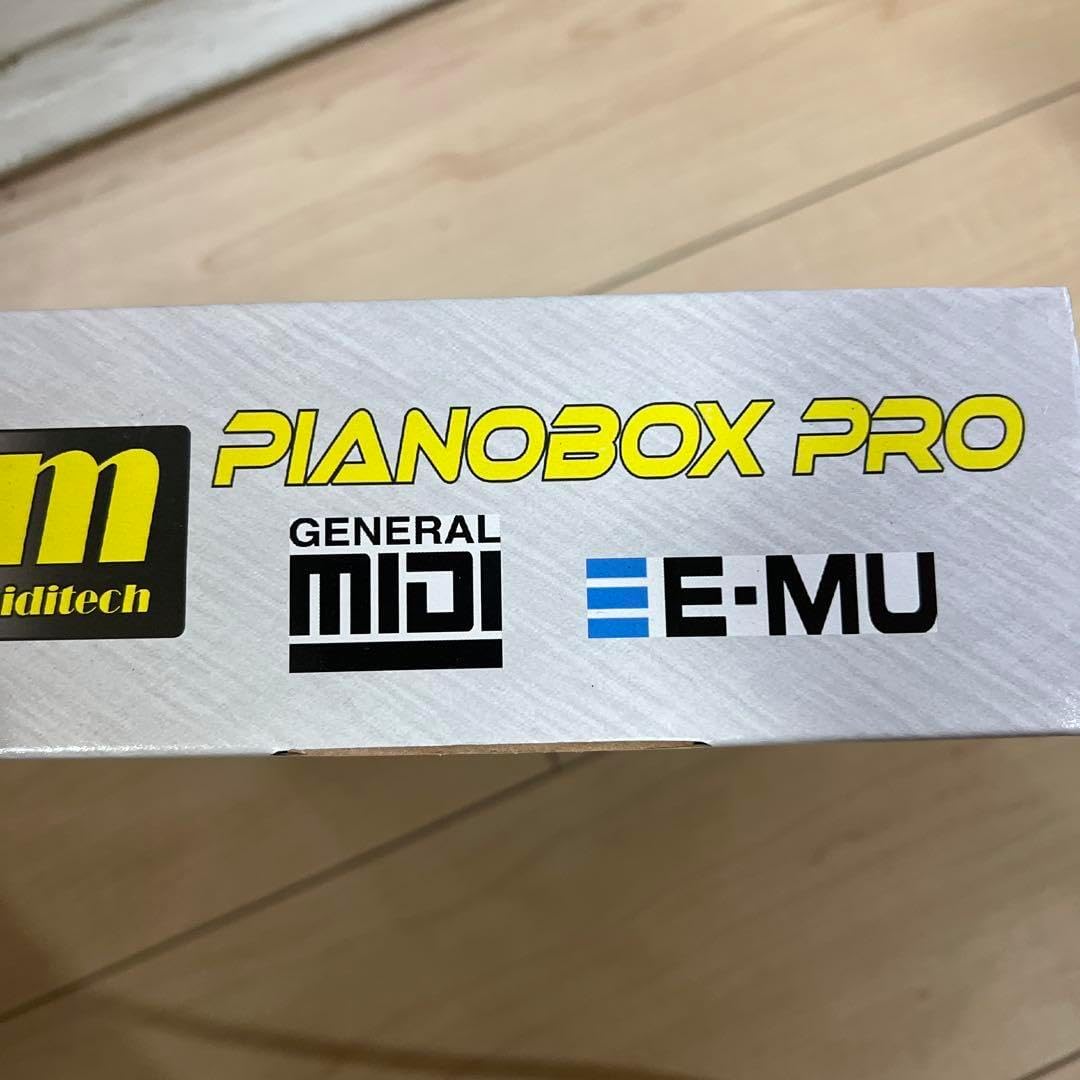 PIANOBOX PRO
m
iditech
GENERAL
MIDI
E-MU